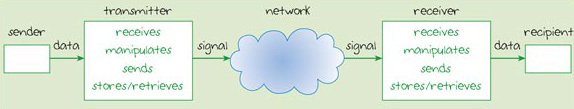 transmitter
network
receiver
sender
receives
receives
recipient
data
manipulates
signal
signal
manipulates
data
sends
sends
stores/retrieves
stores/retrieves